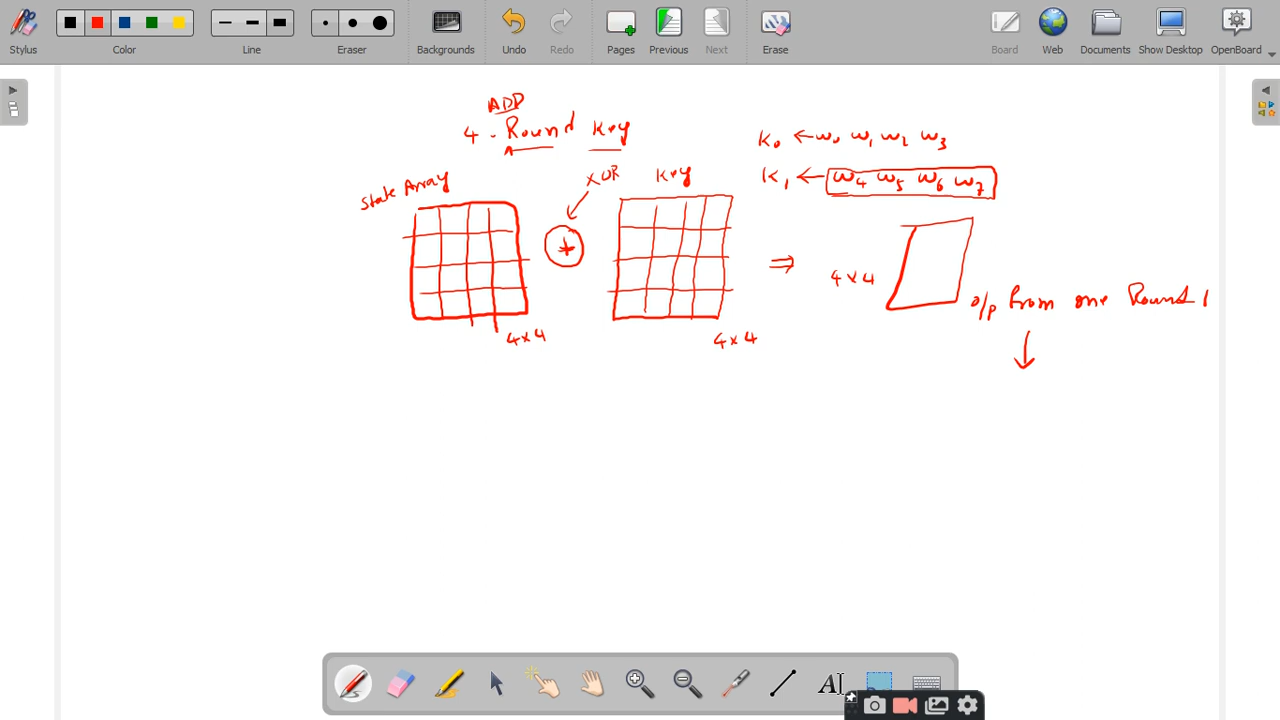 Stylus
Color
Line
Eraser
Backgrounds
Undo
Redo
Pages
Previous
Next
Erase
Board
Web
Documents
Show Desktop
OpenBoard
ADD
4. Round Key
K₀ ← w₀ w₁ w₂ w₃
K₁ ← w₄ w₅ w₆ w₇
State Array
XOR
Key
+
⇒
4x4
o/p from one Round 1
4x4
4x4